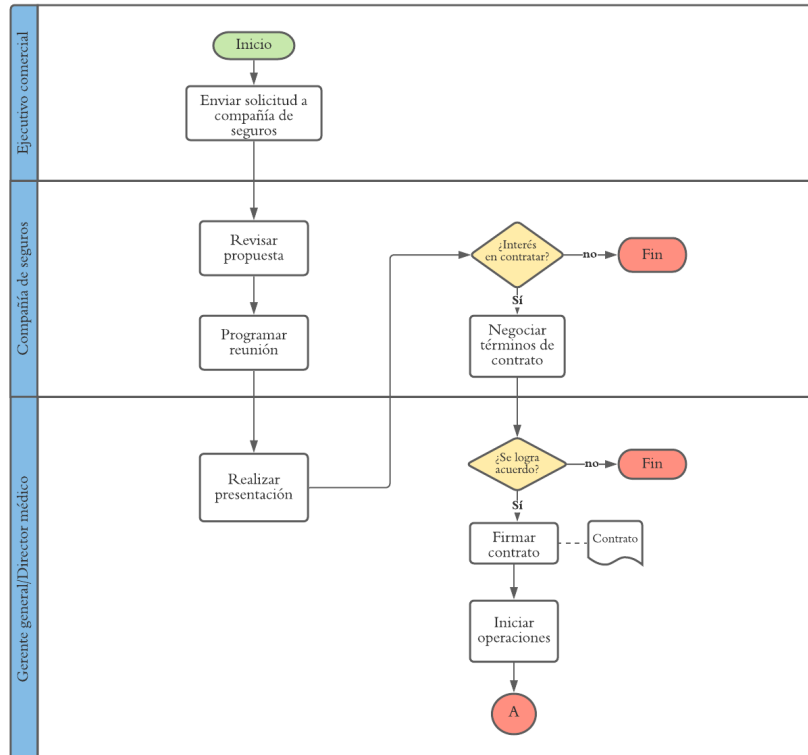 Ejecutivo comercial
Inicio
Enviar solicitud a
compañía de
seguros
Compañía de seguros
Revisar
propuesta
Programar
reunión
¿Interés
en contratar?
no
Fin
Sí
Negociar
términos de
contrato
Gerente general/Director médico
Realizar
presentación
¿Se logra
acuerdo?
no
Fin
Sí
Firmar
contrato
Contrato
Iniciar
operaciones
A